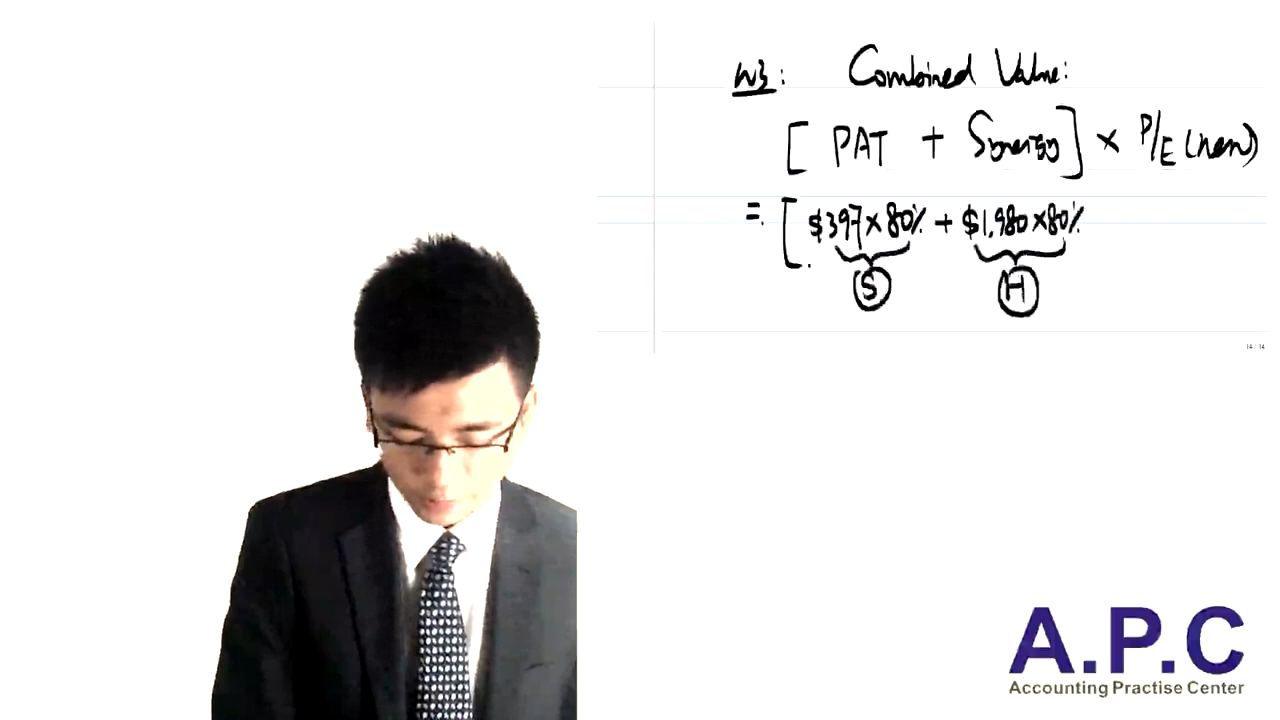 W3: Combined Value:
[ PAT + Synergy ] × P/E (new)
= [ $397×80% + $1,980×80%
S H
14 / 14
A.P.C
Accounting Practise Center